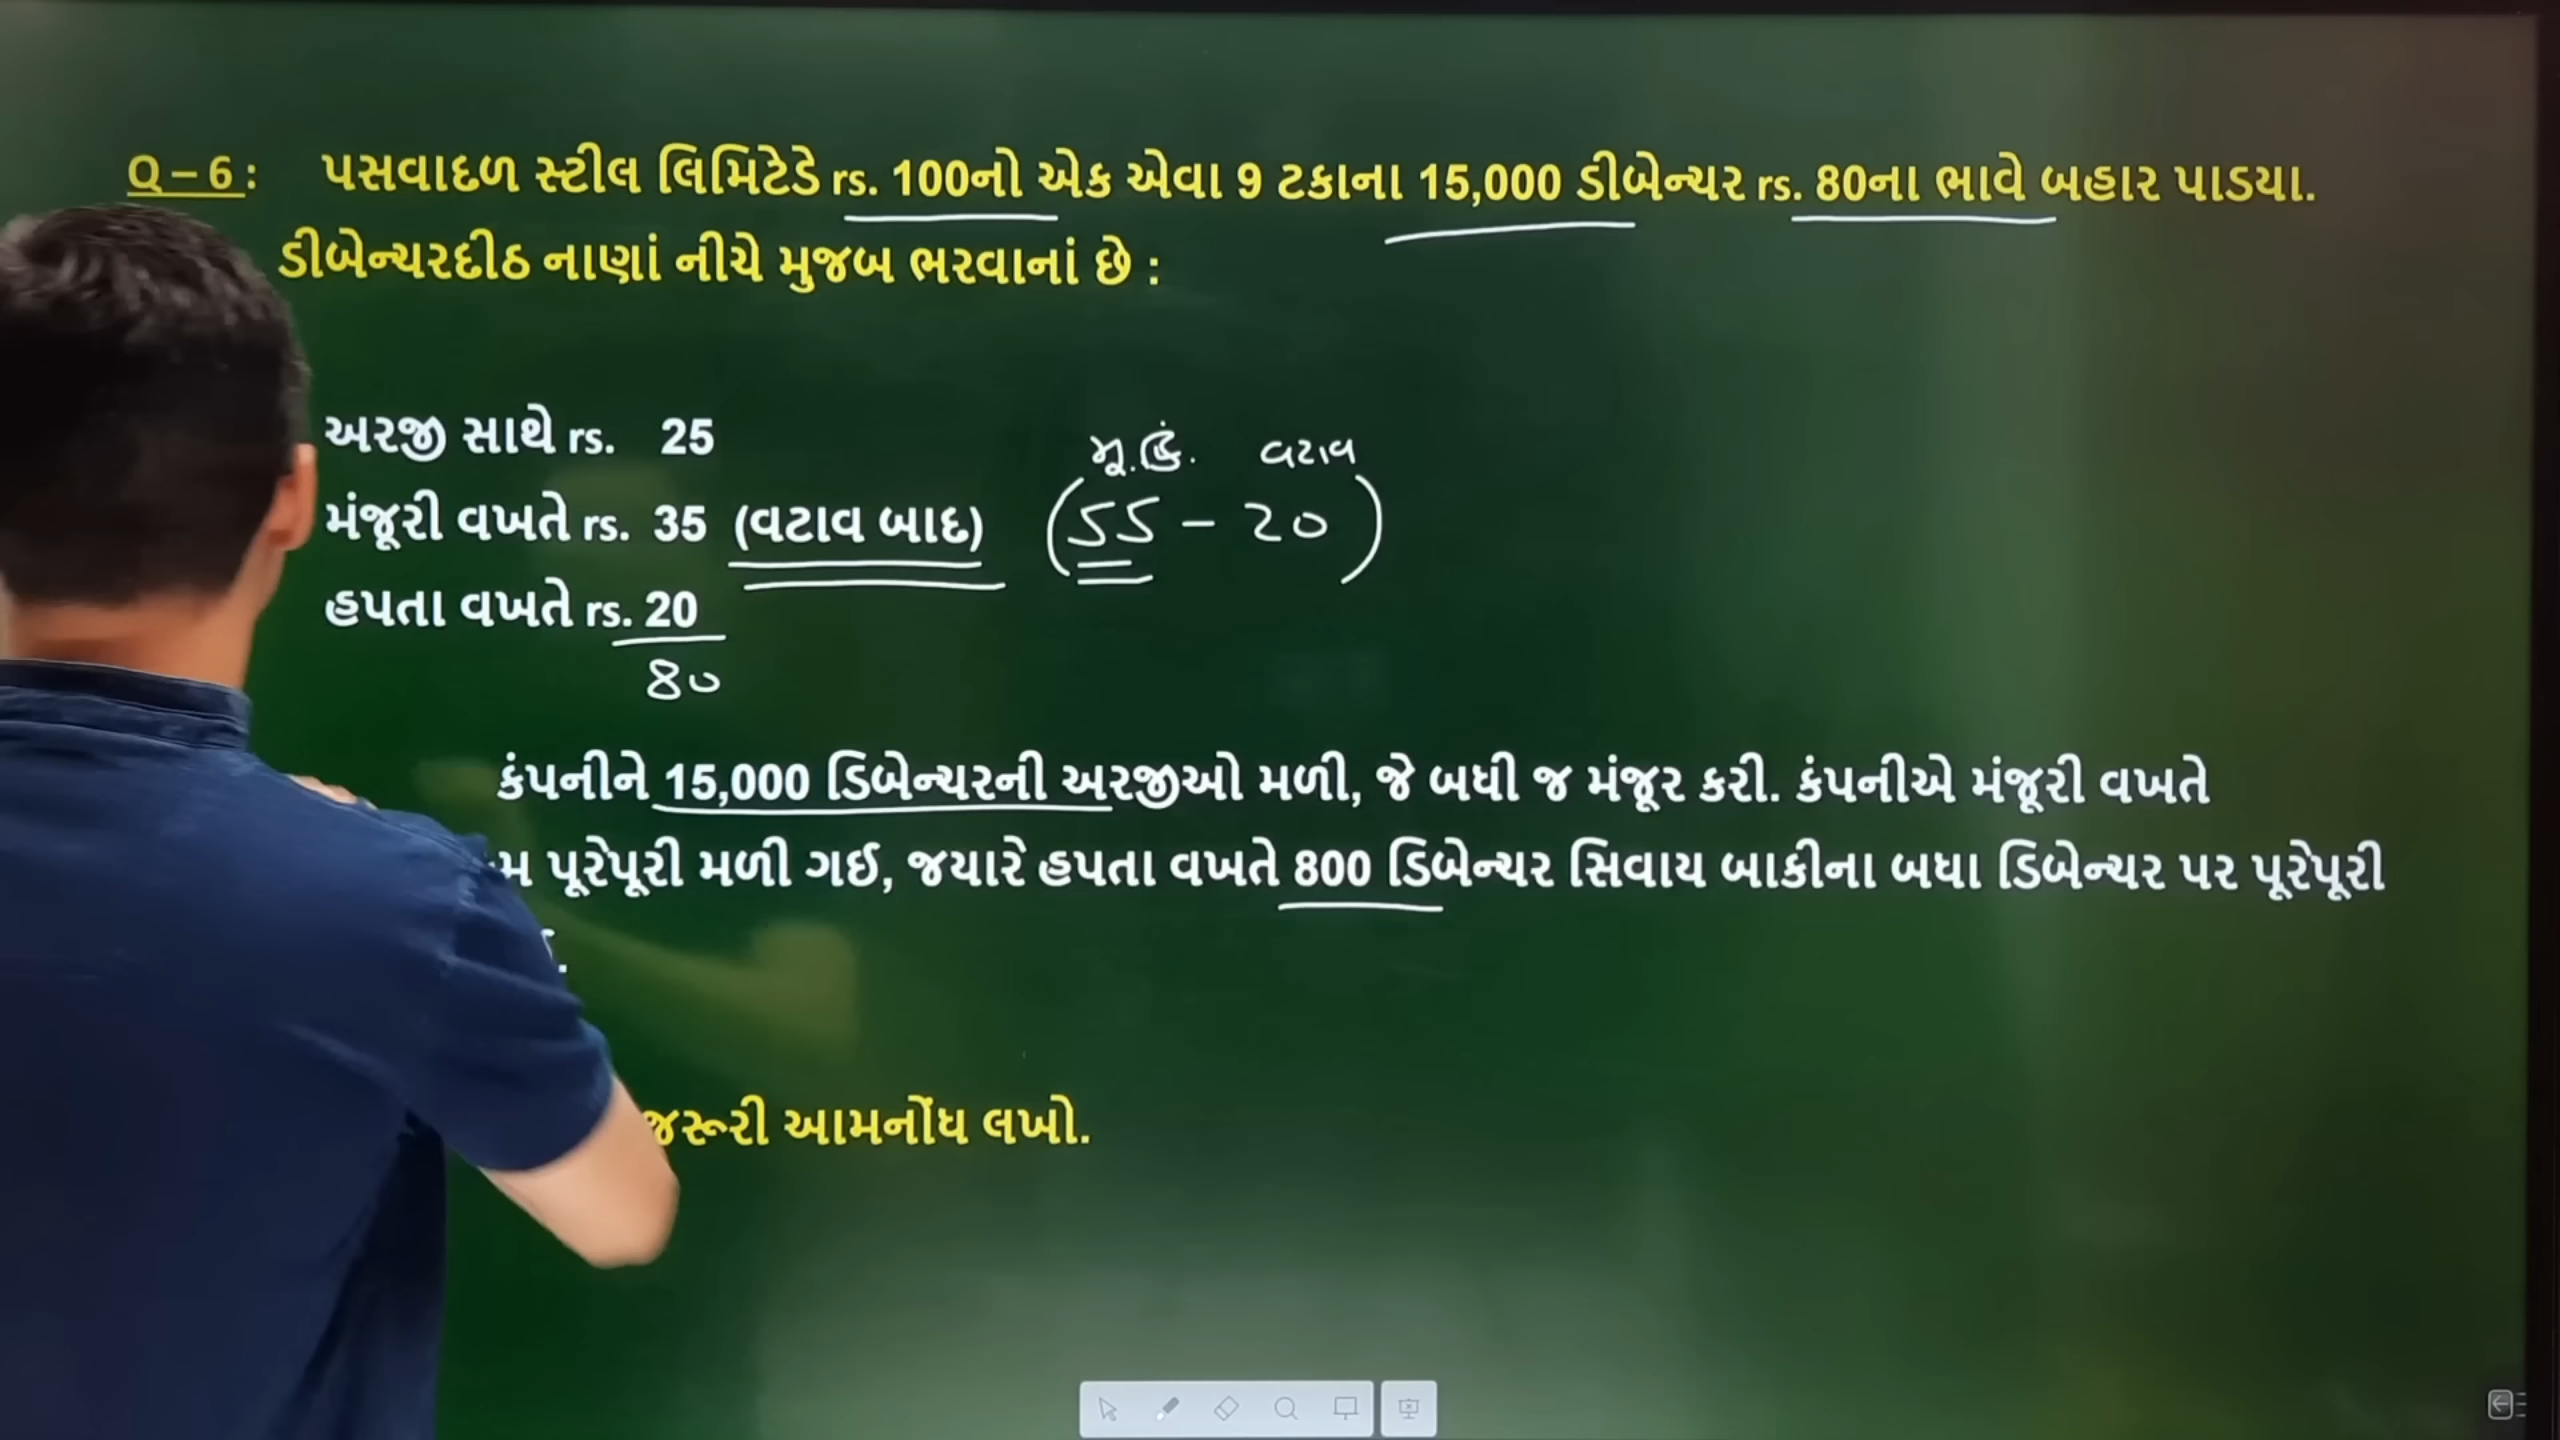 Q – 6 : પસવાદળ સ્ટીલ લિમિટેડે rs. 100નો એક એવા 9 ટકાના 15,000 ડીબેન્ચર rs. 80ના ભાવે બહાર પાડયા.
ડીબેન્ચરદીઠ નાણાં નીચે મુજબ ભરવાનાં છે :
અરજી સાથે rs. 25
મૂ.કિં. વટાવ
મંજૂરી વખતે rs. 35 (વટાવ બાદ) (55 – 20)
હપતા વખતે rs. 20
80
કંપનીને 15,000 ડિબેન્ચરની અરજીઓ મળી, જે બધી જ મંજૂર કરી. કંપનીએ મંજૂરી વખતે
પૂરેપૂરી મળી ગઈ, જયારે હપતા વખતે 800 ડિબેન્ચર સિવાય બાકીના બધા ડિબેન્ચર પર પૂરેપૂરી
જરૂરી આમનોંધ લખો.